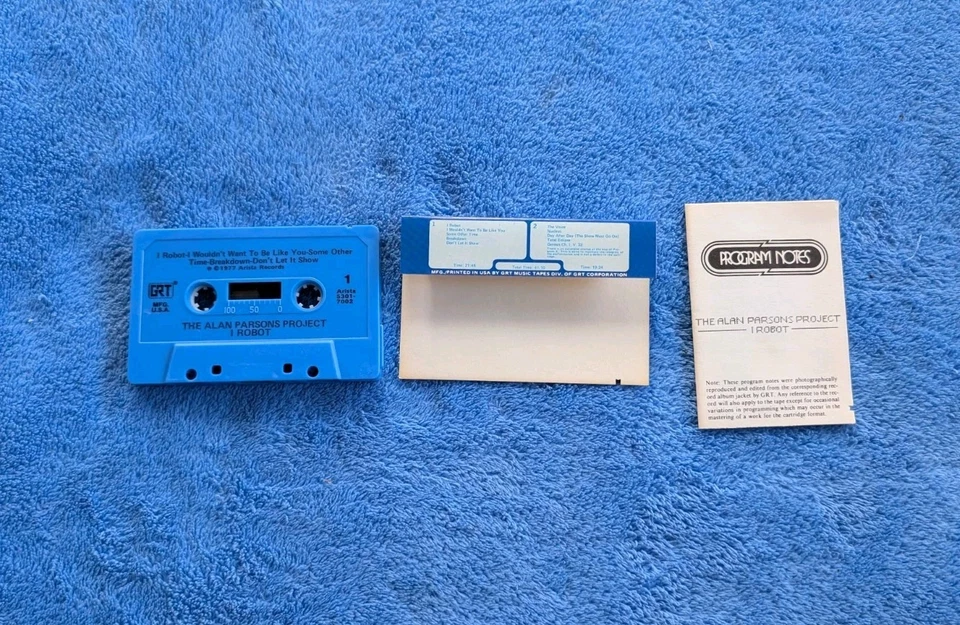 I Robot-I Wouldn't Want To Be Like You-Some Other
Time-Breakdown-Don't Let It Show
℗©1977 Arista Records
GRT
MFG.
U.S.A.
1
Arista
5301-
7002
100 50 0
THE ALAN PARSONS PROJECT
I ROBOT
1
I Robot
I Wouldn't Want To Be Like You
Some Other Time
Breakdown
Don't Let It Show
2
The Voice
Nucleus
Day After Day (The Show Must Go On)
Total Eclipse
Genesis Ch. 1. V. 32
MFG./PRINTED IN USA BY GRT MUSIC TAPES DIV. OF GRT CORPORATION
PROGRAM NOTES
THE ALAN PARSONS PROJECT
I ROBOT
Note: These program notes were photographically
reproduced and edited from the corresponding rec-
ord album jacket by GRT. Any reference to the rec-
ord will also apply to the tape except for occasional
variations in programming which may occur in the
mastering of a work for the cartridge format.